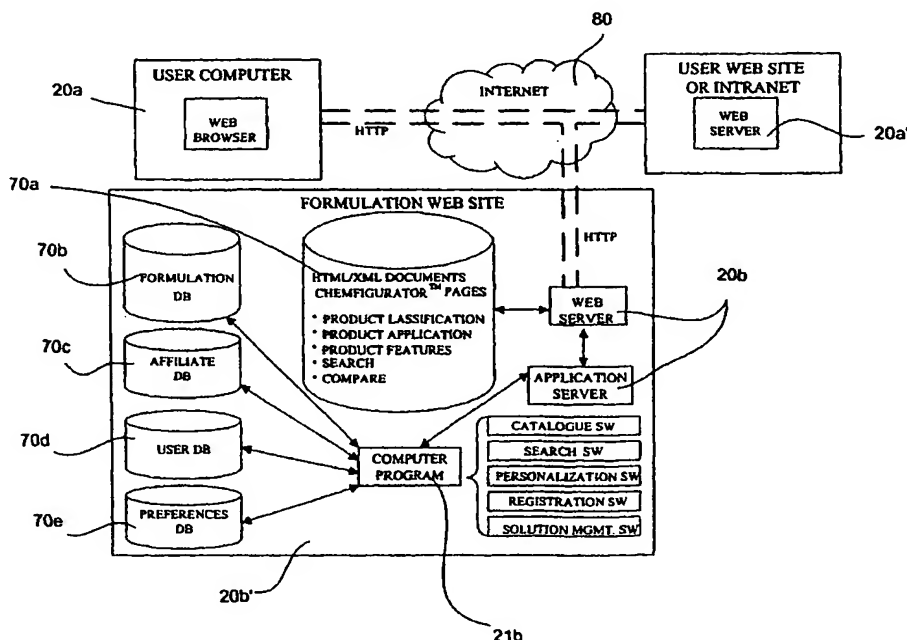 80
USER COMPUTER
WEB
BROWSER
20a
INTERNET
HTTP
USER WEB SITE
OR INTRANET
WEB
SERVER
20a'
70a
FORMULATION WEB SITE
HTTP
70b
FORMULATION
DB
HTML/XML DOCUMENTS
CHEMFIGURATOR™ PAGES
• PRODUCT LASSIFICATION
• PRODUCT APPLICATION
• PRODUCT FEATURES
• SEARCH
• COMPARE
WEB
SERVER
20b
70c
AFFILIATE
DB
APPLICATION
SERVER
70d
USER DB
COMPUTER
PROGRAM
CATALOGUE SW
SEARCH SW
PERSONALIZATION SW
REGISTRATION SW
SOLUTION MGMT. SW
70e
PREFERENCES
DB
20b'
21b